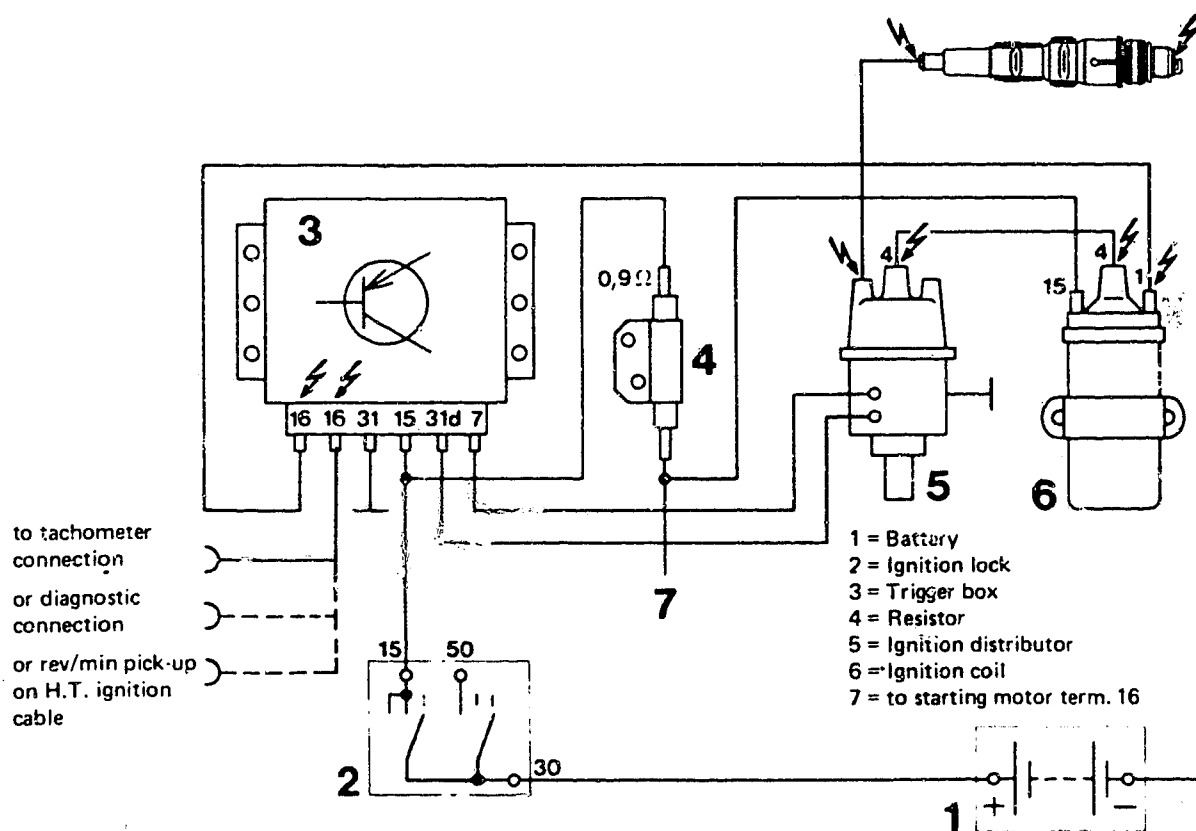 3
0,9 Ω
4
4
4
15
1
16 16 31 15 31d 7
5
6
to tachometer
connection
or diagnostic
connection
or rev/min pick-up
on H.T. ignition
cable
7
1 = Battery
2 = Ignition lock
3 = Trigger box
4 = Resistor
5 = Ignition distributor
6 = Ignition coil
7 = to starting motor term. 16
15 50
2
30
1
+ −